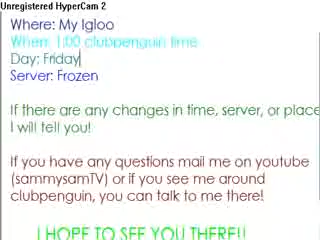 Unregistered HyperCam 2
Where: My Igloo
When: 1:00 clubpenguin time
Day: Friday
Server: Frozen
If there are any changes in time, server, or place
I will tell you!
If you have any questions mail me on youtube
(sammysamTV) or if you see me around
clubpenguin, you can talk to me there!
I HOPE TO SEE YOU THERE!!